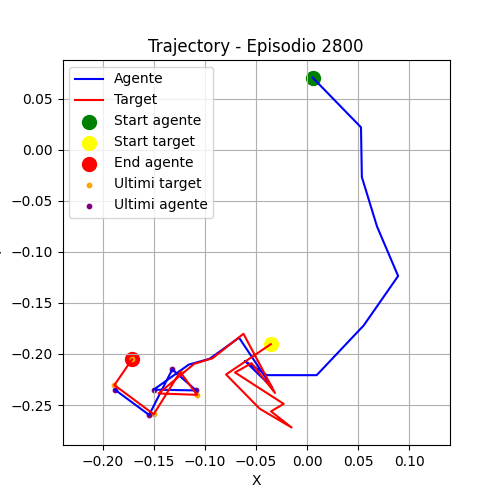 Trajectory - Episodio 2800
Agente
Target
Start agente
Start target
End agente
Ultimi target
Ultimi agente
0.05
0.00
−0.05
−0.10
−0.15
−0.20
−0.25
−0.20 −0.15 −0.10 −0.05 0.00 0.05 0.10
X